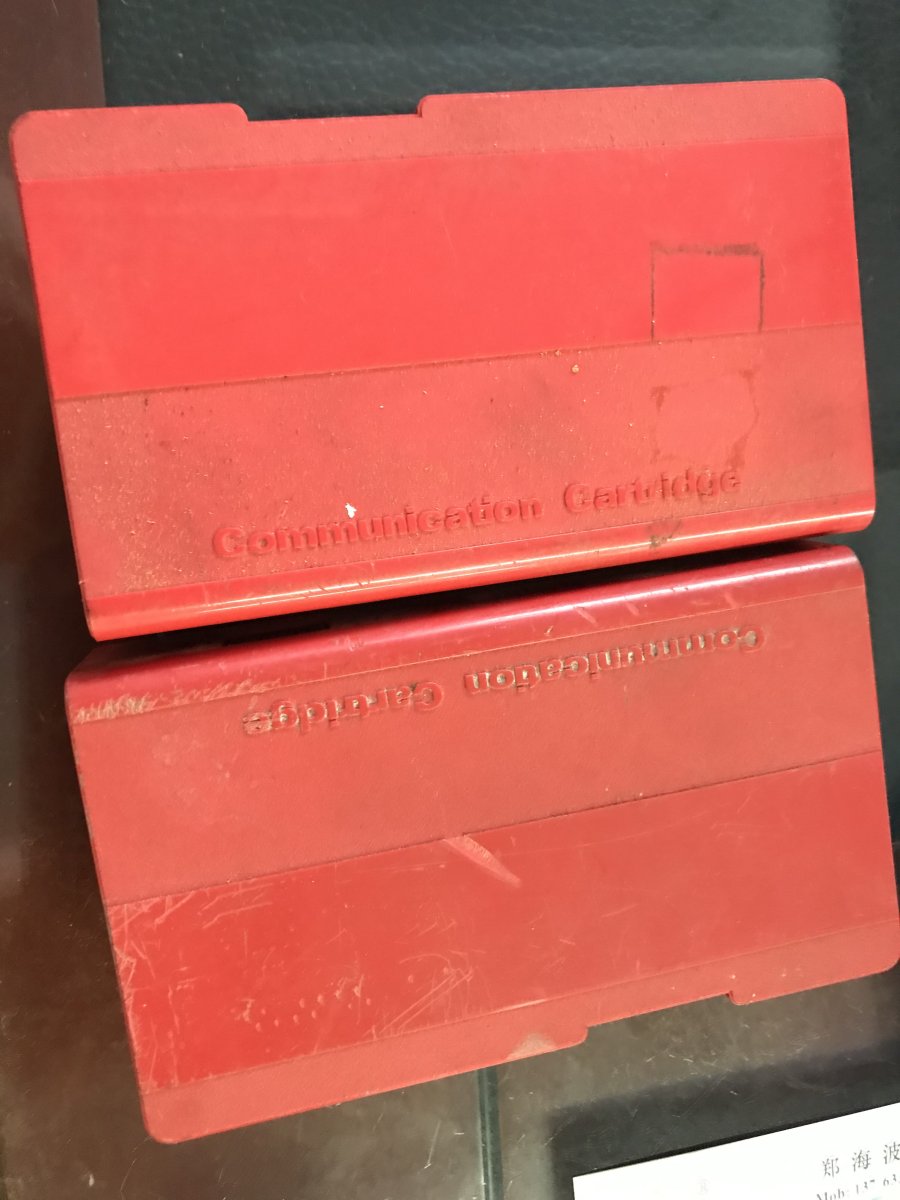 Communication Cartridge
Communication Cartridge
郑 海 波